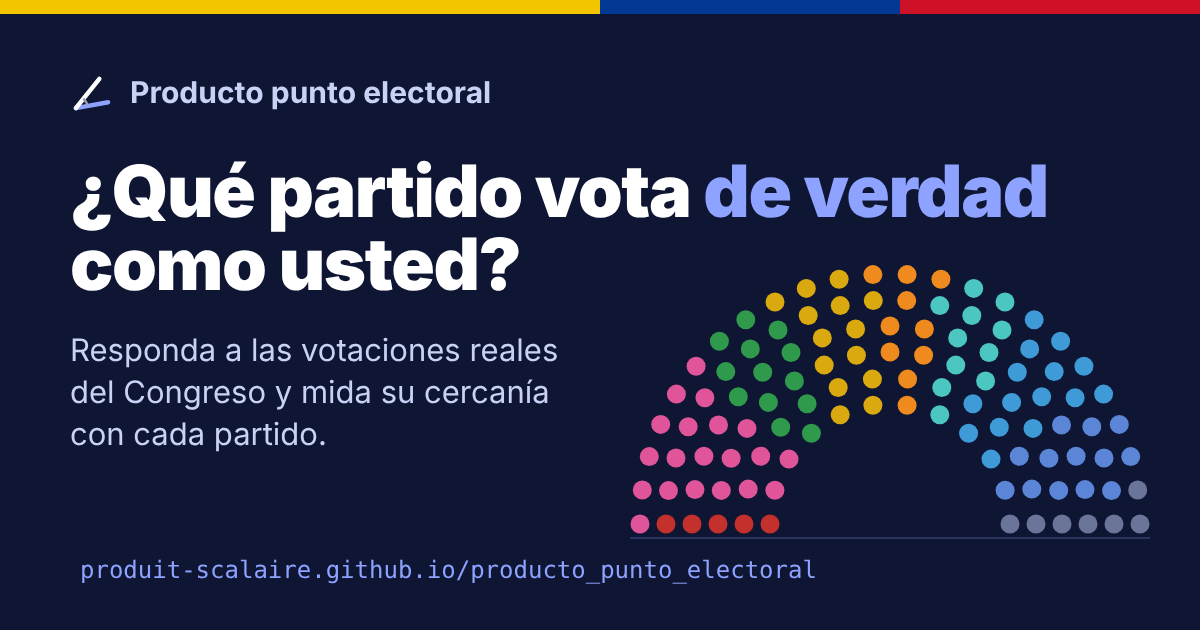 Producto punto electoral
¿Qué partido vota de verdad
como usted?
Responda a las votaciones reales
del Congreso y mida su cercanía
con cada partido.
produit-scalaire.github.io/producto_punto_electoral